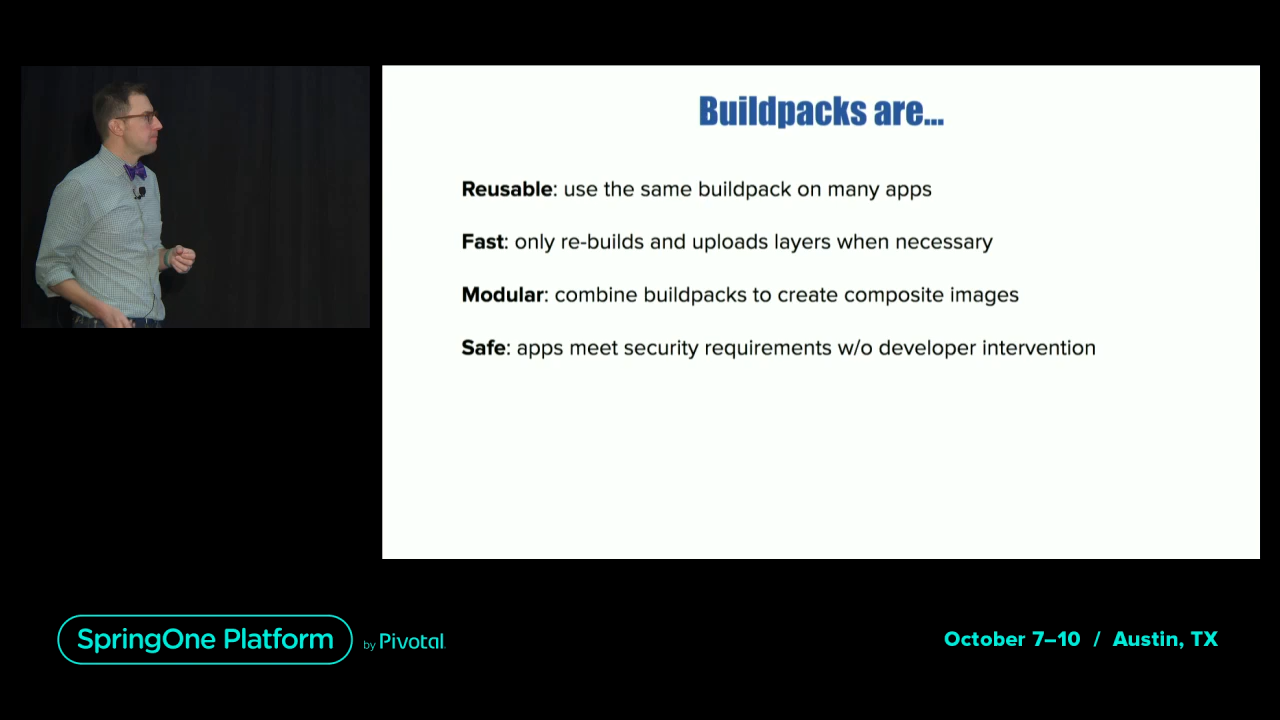 Buildpacks are...
Reusable: use the same buildpack on many apps
Fast: only re-builds and uploads layers when necessary
Modular: combine buildpacks to create composite images
Safe: apps meet security requirements w/o developer intervention
SpringOne Platform by Pivotal.
October 7–10 / Austin, TX